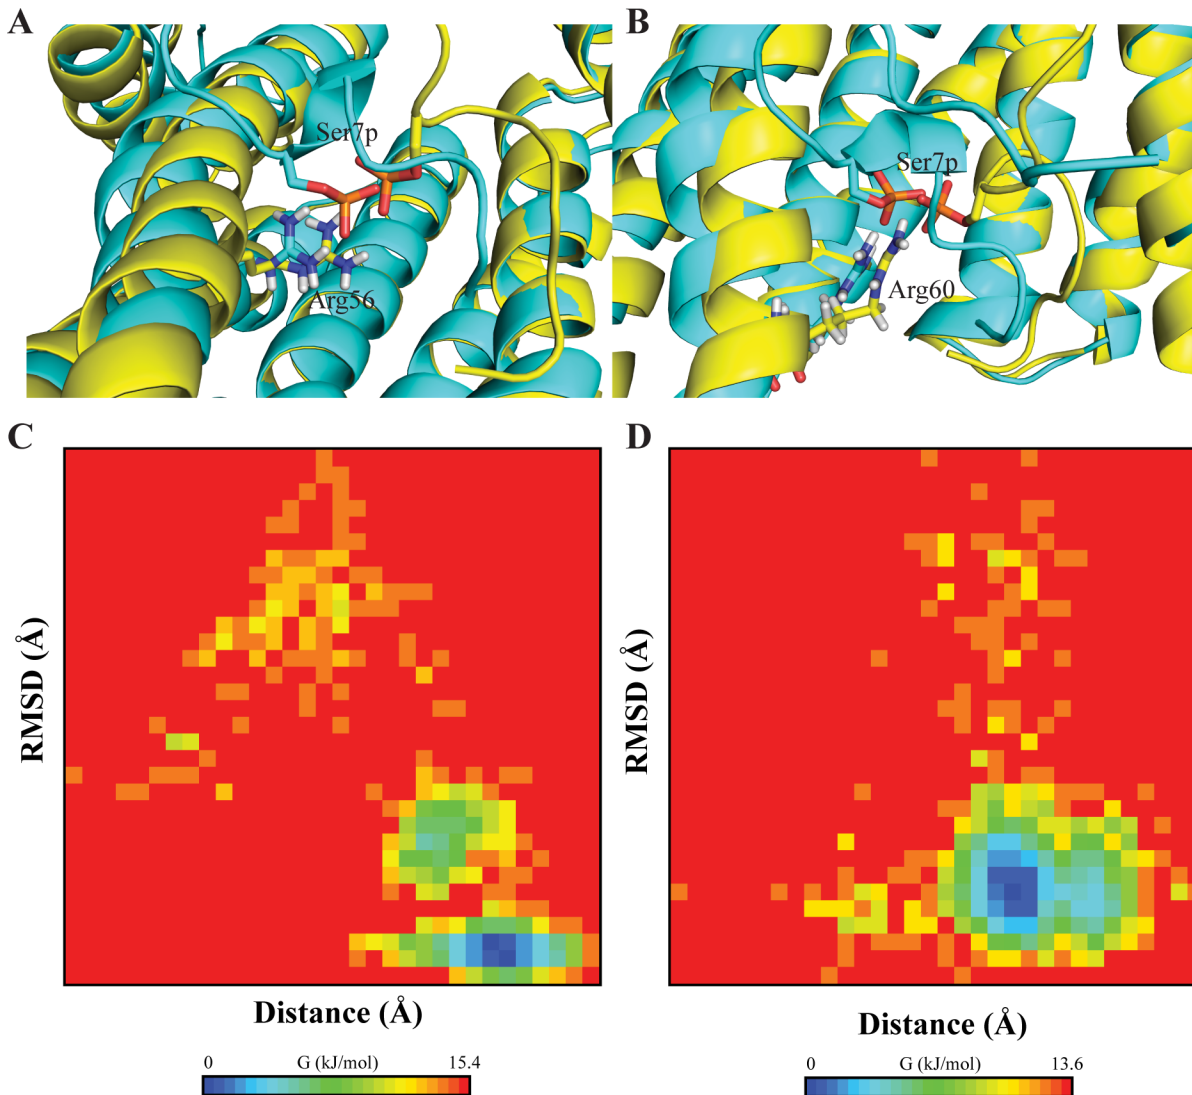 A
B
Ser7p
Ser7p
Arg56
Arg60
C
D
RMSD (Å)
RMSD (Å)
Distance (Å)
Distance (Å)
0 G (kJ/mol) 15.4
0 G (kJ/mol) 13.6